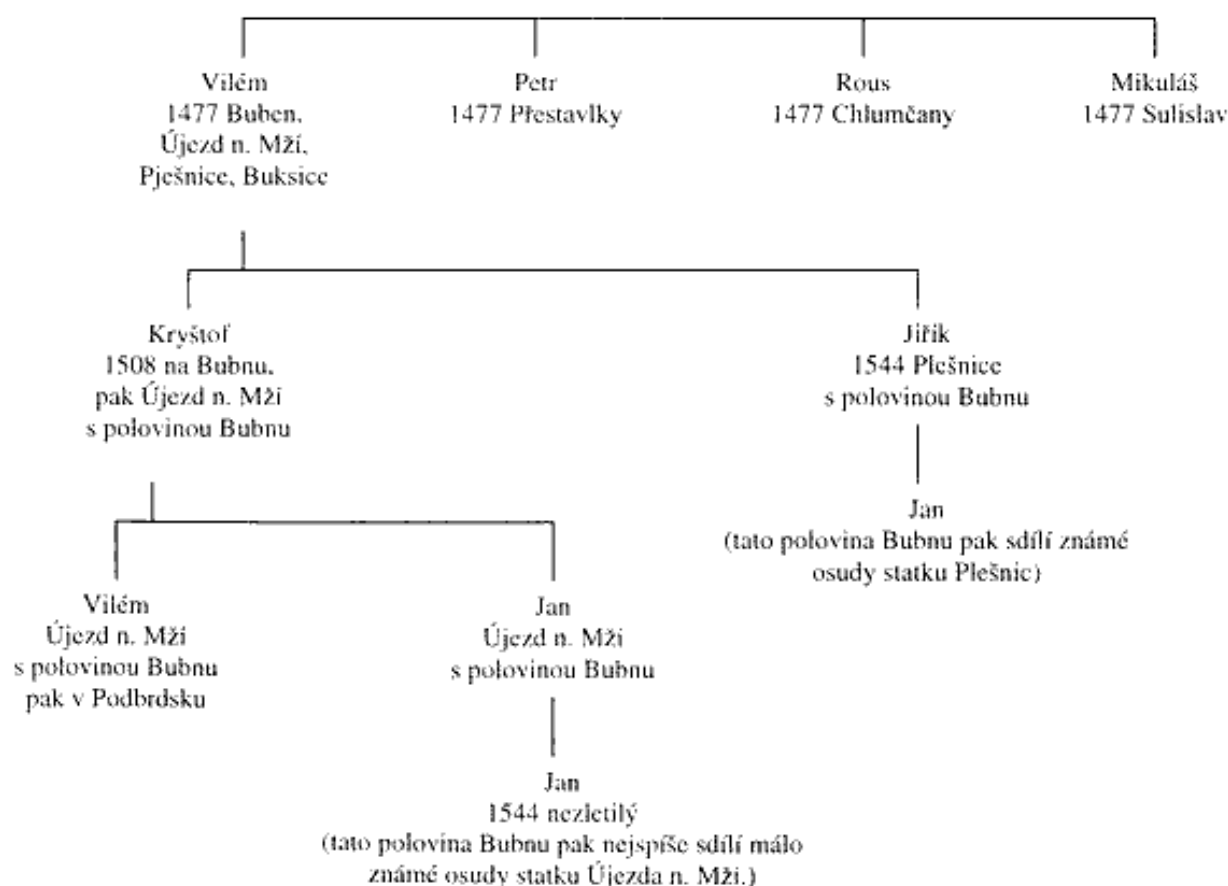 Vilém
1477 Buben,
Újezd n. Mží,
Pješnice, Buksice
Petr
1477 Přestavlky
Rous
1477 Chlumčany
Mikuláš
1477 Sulislav
Kryštof
1508 na Bubnu,
pak Újezd n. Mží
s polovinou Bubnu
Jiřík
1544 Plešnice
s polovinou Bubnu
Jan
(tato polovina Bubnu pak sdílí známé
osudy statku Plešnic)
Vilém
Újezd n. Mží
s polovinou Bubnu
pak v Podbrdsku
Jan
Újezd n. Mží
s polovinou Bubnu
Jan
1544 nezletilý
(tato polovina Bubnu pak nejspíše sdílí málo
známé osudy statku Újezda n. Mží.)